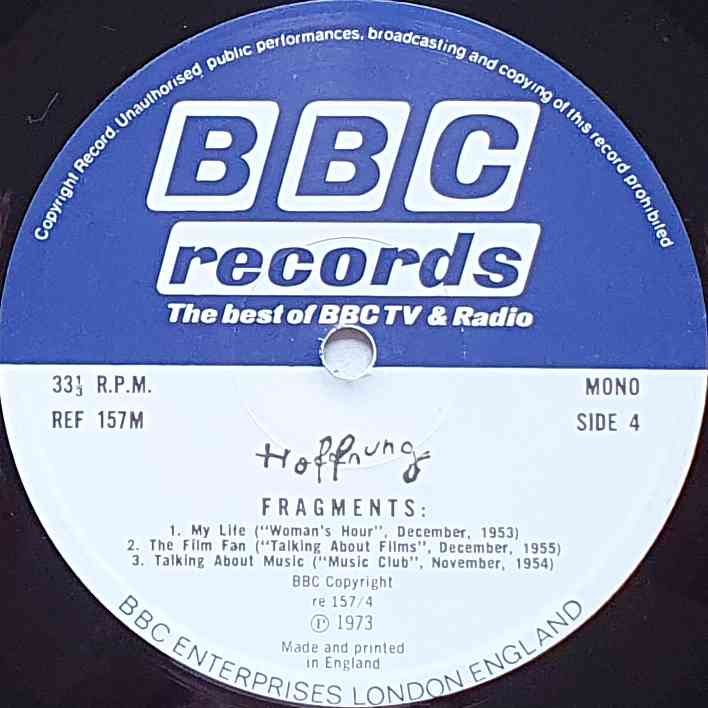 Copyright Record. Unauthorised public performances, broadcasting and copying of this record prohibited
BBC
records
The best of BBC TV & Radio
33⅓ R.P.M.
MONO
REF 157M
SIDE 4
Hoffnung
FRAGMENTS:
1. My Life ("Woman's Hour", December, 1953)
2. The Film Fan ("Talking About Films", December, 1955)
3. Talking About Music ("Music Club", November, 1954)
BBC Copyright
re 157/4
Ⓟ 1973
Made and printed
in England
BBC ENTERPRISES LONDON ENGLAND